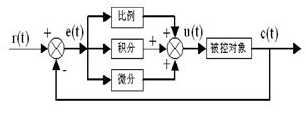 比例
r(t) + e(t) 积分 + + u(t) 被控对象 c(t)
- 微分 +